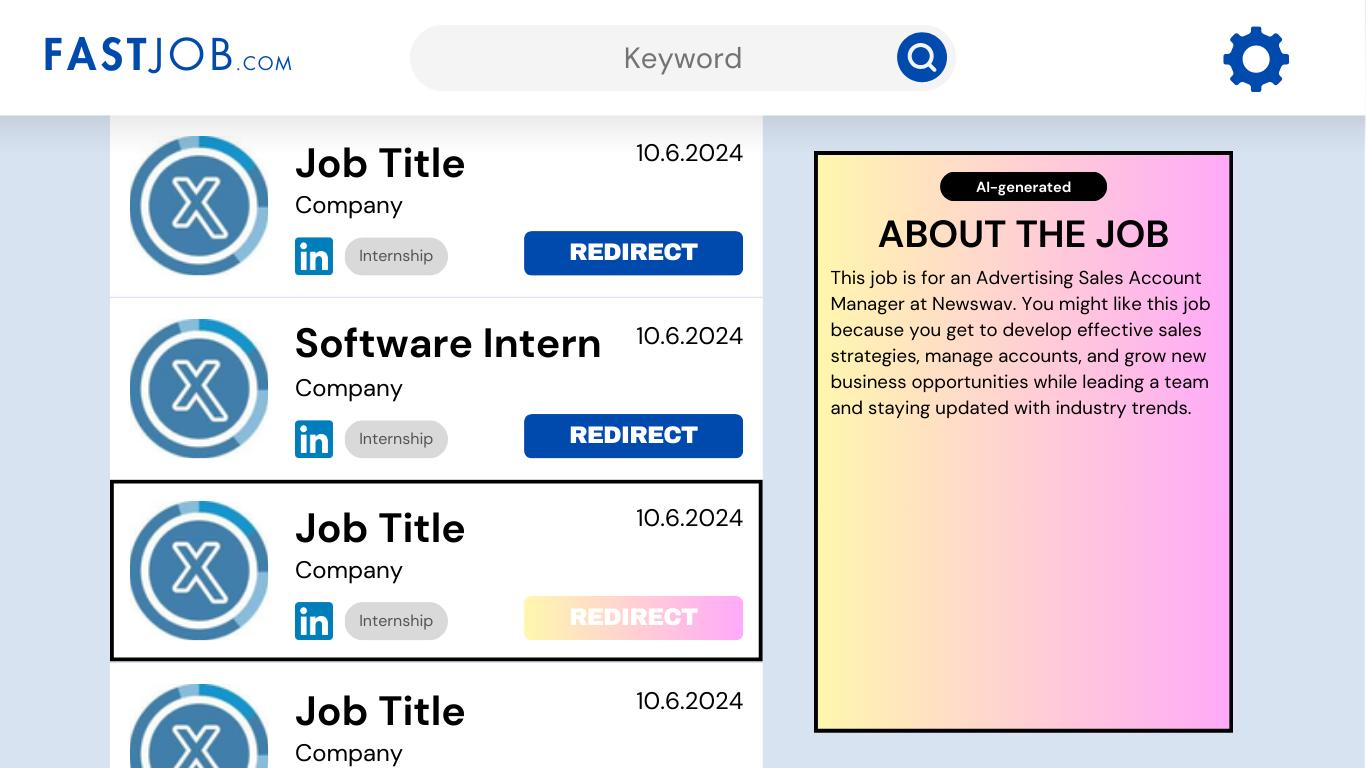 FASTJOB.COM
Keyword
Job Title
10.6.2024
Company
in
Internship
REDIRECT
Software Intern
10.6.2024
Company
in
Internship
REDIRECT
Job Title
10.6.2024
Company
in
Internship
REDIRECT
Job Title
10.6.2024
Company
AI-generated
ABOUT THE JOB
This job is for an Advertising Sales Account
Manager at Newswav. You might like this job
because you get to develop effective sales
strategies, manage accounts, and grow new
business opportunities while leading a team
and staying updated with industry trends.